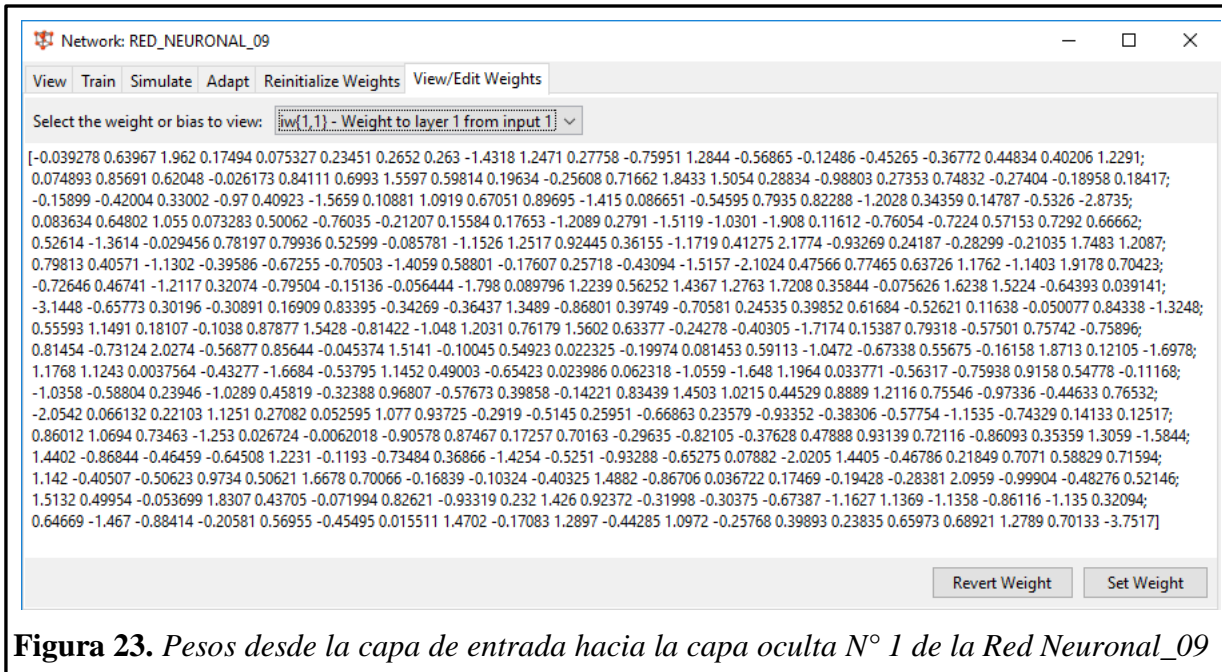 Network: RED_NEURONAL_09
View Train Simulate Adapt Reinitialize Weights View/Edit Weights
Select the weight or bias to view: iw{1,1} - Weight to layer 1 from input 1
[-0.039278 0.63967 1.962 0.17494 0.075327 0.23451 0.2652 0.263 -1.4318 1.2471 0.27758 -0.75951 1.2844 -0.56865 -0.12486 -0.45265 -0.36772 0.44834 0.40206 1.2291;
0.074893 0.85691 0.62048 -0.026173 0.84111 0.6993 1.5597 0.59814 0.19634 -0.25608 0.71662 1.8433 1.5054 0.28834 -0.98803 0.27353 0.74832 -0.27404 -0.18958 0.18417;
-0.15899 -0.42004 0.33002 -0.97 0.40923 -1.5659 0.10881 1.0919 0.67051 0.89695 -1.415 0.086651 -0.54595 0.7935 0.82288 -1.2028 0.34359 0.14787 -0.5326 -2.8735;
0.083634 0.64802 1.055 0.073283 0.50062 -0.76035 -0.21207 0.15584 0.17653 -1.2089 0.2791 -1.5119 -1.0301 -1.908 0.11612 -0.76054 -0.7224 0.57153 0.7292 0.66662;
0.52614 -1.3614 -0.029456 0.78197 0.79936 0.52599 -0.085781 -1.1526 1.2517 0.92445 0.36155 -1.1719 0.41275 2.1774 -0.93269 0.24187 -0.28299 -0.21035 1.7483 1.2087;
0.79813 0.40571 -1.1302 -0.39586 -0.67255 -0.70503 -1.4059 0.58801 -0.17607 0.25718 -0.43094 -1.5157 -2.1024 0.47566 0.77465 0.63726 1.1762 -1.1403 1.9178 0.70423;
-0.72646 0.46741 -1.2117 0.32074 -0.79504 -0.15136 -0.056444 -1.798 0.089796 1.2239 0.56252 1.4367 1.2763 1.7208 0.35844 -0.075626 1.6238 1.5224 -0.64393 0.039141;
-3.1448 -0.65773 0.30196 -0.30891 0.16909 0.83395 -0.34269 -0.36437 1.3489 -0.86801 0.39749 -0.70581 0.24535 0.39852 0.61684 -0.52621 0.11638 -0.050077 0.84338 -1.3248;
0.55593 1.1491 0.18107 -0.1038 0.87877 1.5428 -0.81422 -1.048 1.2031 0.76179 1.5602 0.63377 -0.24278 -0.40305 -1.7174 0.15387 0.79318 -0.57501 0.75742 -0.75896;
0.81454 -0.73124 2.0274 -0.56877 0.85644 -0.045374 1.5141 -0.10045 0.54923 0.022325 -0.19974 0.081453 0.59113 -1.0472 -0.67338 0.55675 -0.16158 1.8713 0.12105 -1.6978;
1.1768 1.1243 0.0037564 -0.43277 -1.6684 -0.53795 1.1452 0.49003 -0.65423 0.023986 0.062318 -1.0559 -1.648 1.1964 0.033771 -0.56317 -0.75938 0.9158 0.54778 -0.11168;
-1.0358 -0.58804 0.23946 -1.0289 0.45819 -0.32388 0.96807 -0.57673 0.39858 -0.14221 0.83439 1.4503 1.0215 0.44529 0.8889 1.2116 0.75546 -0.97336 -0.44633 0.76532;
-2.0542 0.066132 0.22103 1.1251 0.27082 0.052595 1.077 0.93725 -0.2919 -0.5145 0.25951 -0.66863 0.23579 -0.93352 -0.38306 -0.57754 -1.1535 -0.74329 0.14133 0.12517;
0.86012 1.0694 0.73463 -1.253 0.026724 -0.0062018 -0.90578 0.87467 0.17257 0.70163 -0.29635 -0.82105 -0.37628 0.47888 0.93139 0.72116 -0.86093 0.35359 1.3059 -1.5844;
1.4402 -0.86844 -0.46459 -0.64508 1.2231 -0.1193 -0.73484 0.36866 -1.4254 -0.5251 -0.93288 -0.65275 0.07882 -2.0205 1.4405 -0.46786 0.21849 0.7071 0.58829 0.71594;
1.142 -0.40507 -0.50623 0.9734 0.50621 1.6678 0.70066 -0.16839 -0.10324 -0.40325 1.4882 -0.86706 0.036722 0.17469 -0.19428 -0.28381 2.0959 -0.99904 -0.48276 0.52146;
1.5132 0.49954 -0.053699 1.8307 0.43705 -0.071994 0.82621 -0.93319 0.232 1.426 0.92372 -0.31998 -0.30375 -0.67387 -1.1627 1.1369 -1.1358 -0.86116 -1.135 0.32094;
0.64669 -1.467 -0.88414 -0.20581 0.56955 -0.45495 0.015511 1.4702 -0.17083 1.2897 -0.44285 1.0972 -0.25768 0.39893 0.23835 0.65973 0.68921 1.2789 0.70133 -3.7517]
Revert Weight Set Weight
Figura 23. Pesos desde la capa de entrada hacia la capa oculta N° 1 de la Red Neuronal_09